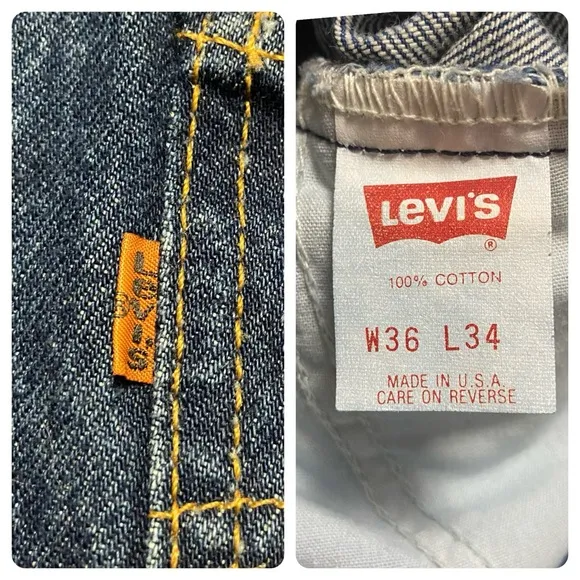 LEVI'S
®
LEVI'S
®
100% COTTON
W36 L34
MADE IN U.S.A.
CARE ON REVERSE